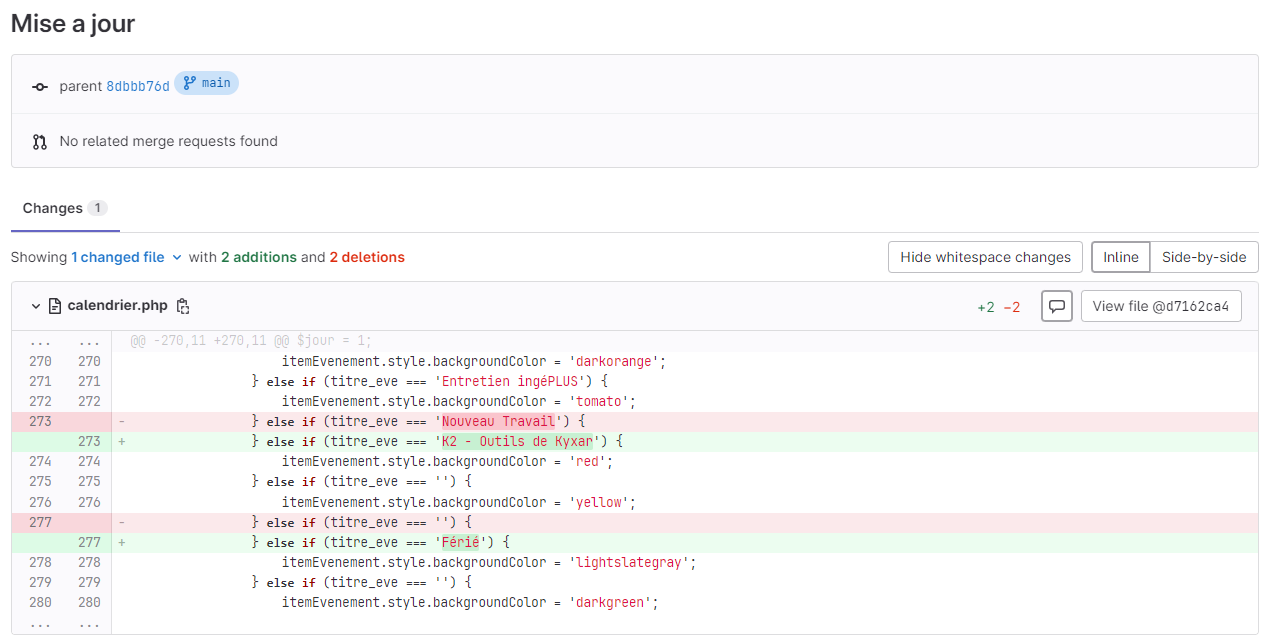 Mise a jour
parent 8dbbb76d main
No related merge requests found
Changes 1
Showing 1 changed file with 2 additions and 2 deletions
Hide whitespace changes
Inline Side-by-side
calendrier.php
+2 −2
View file @d7162ca4
... ... @@ -270,11 +270,11 @@ $jour = 1;
270 270 itemEvenement.style.backgroundColor = 'darkorange';
271 271 } else if (titre_eve === 'Entretien ingéPLUS') {
272 272 itemEvenement.style.backgroundColor = 'tomato';
273 - } else if (titre_eve === 'Nouveau Travail') {
273 + } else if (titre_eve === 'K2 - Outils de Kyxar') {
274 274 itemEvenement.style.backgroundColor = 'red';
275 275 } else if (titre_eve === '') {
276 276 itemEvenement.style.backgroundColor = 'yellow';
277 - } else if (titre_eve === '') {
277 + } else if (titre_eve === 'Férié') {
278 278 itemEvenement.style.backgroundColor = 'lightslategray';
279 279 } else if (titre_eve === '') {
280 280 itemEvenement.style.backgroundColor = 'darkgreen';
... ...